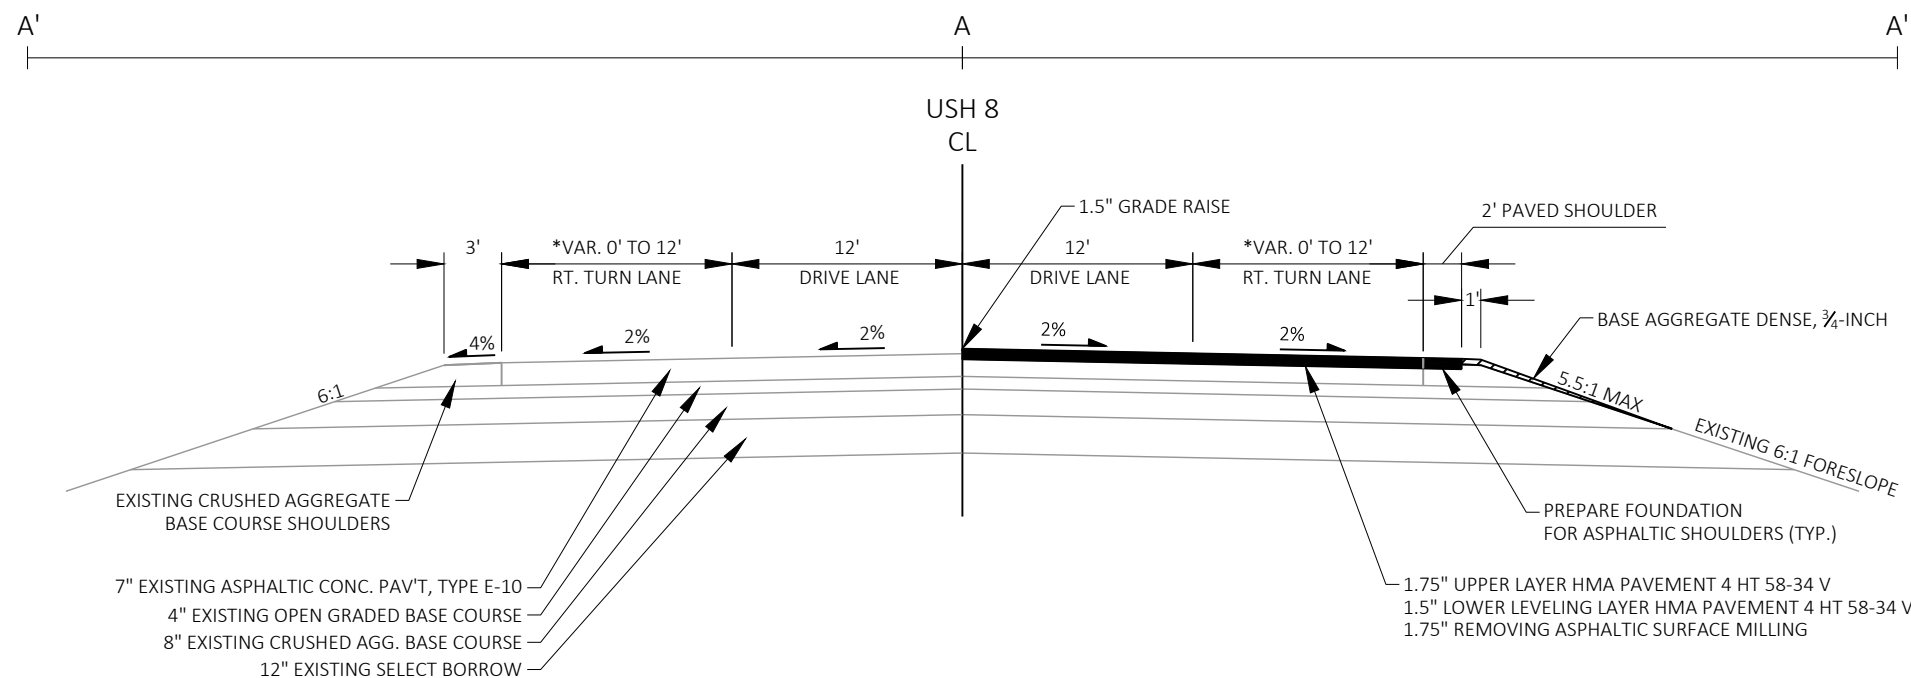 A'
A
A'
USH 8
CL
1.5" GRADE RAISE
2' PAVED SHOULDER
3'
*VAR. 0' TO 12'
12'
12'
*VAR. 0' TO 12'
RT. TURN LANE
DRIVE LANE
DRIVE LANE
RT. TURN LANE
1'
BASE AGGREGATE DENSE, ¾-INCH
4%
2%
2%
2%
2%
6:1
5.5:1 MAX
EXISTING 6:1 FORESLOPE
EXISTING CRUSHED AGGREGATE
BASE COURSE SHOULDERS
PREPARE FOUNDATION
FOR ASPHALTIC SHOULDERS (TYP.)
7" EXISTING ASPHALTIC CONC. PAV'T, TYPE E-10
4" EXISTING OPEN GRADED BASE COURSE
8" EXISTING CRUSHED AGG. BASE COURSE
12" EXISTING SELECT BORROW
1.75" UPPER LAYER HMA PAVEMENT 4 HT 58-34 V
1.5" LOWER LEVELING LAYER HMA PAVEMENT 4 HT 58-34 V
1.75" REMOVING ASPHALTIC SURFACE MILLING